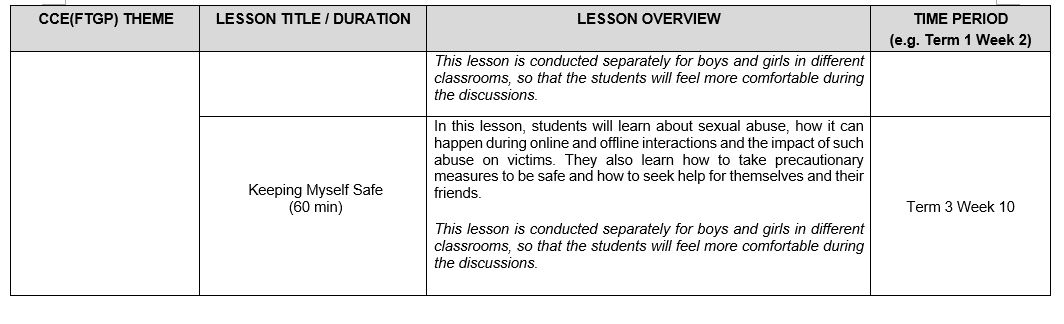 CCE(FTGP) THEME
LESSON TITLE / DURATION
LESSON OVERVIEW
TIME PERIOD
(e.g. Term 1 Week 2)
This lesson is conducted separately for boys and girls in different
classrooms, so that the students will feel more comfortable during
the discussions.
Keeping Myself Safe
(60 min)
In this lesson, students will learn about sexual abuse, how it can
happen during online and offline interactions and the impact of such
abuse on victims. They also learn how to take precautionary
measures to be safe and how to seek help for themselves and their
friends.
This lesson is conducted separately for boys and girls in different
classrooms, so that the students will feel more comfortable during
the discussions.
Term 3 Week 10